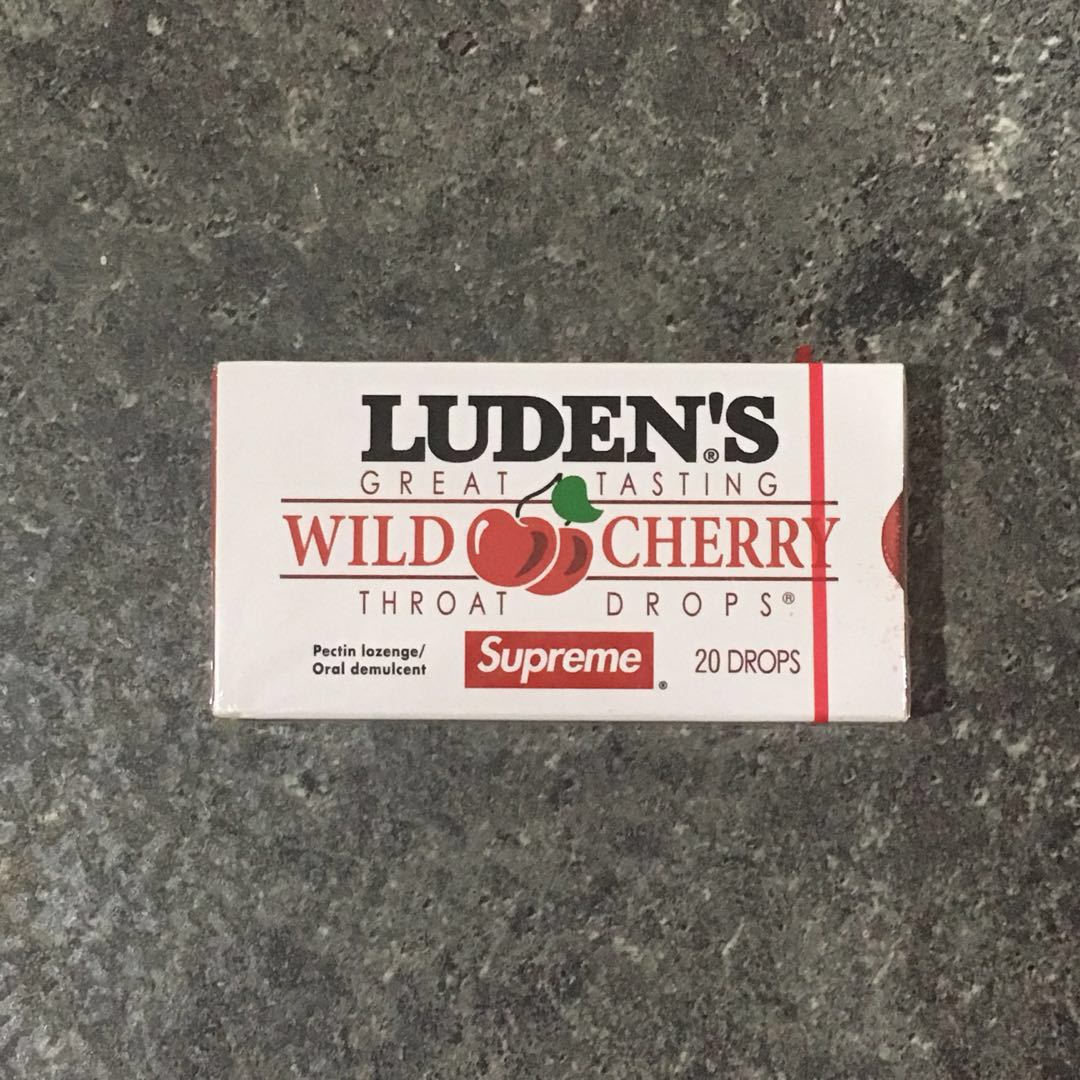 LUDEN'S®
GREAT TASTING
WILD CHERRY
THROAT DROPS®
Pectin lozenge/
Oral demulcent
Supreme®
20 DROPS